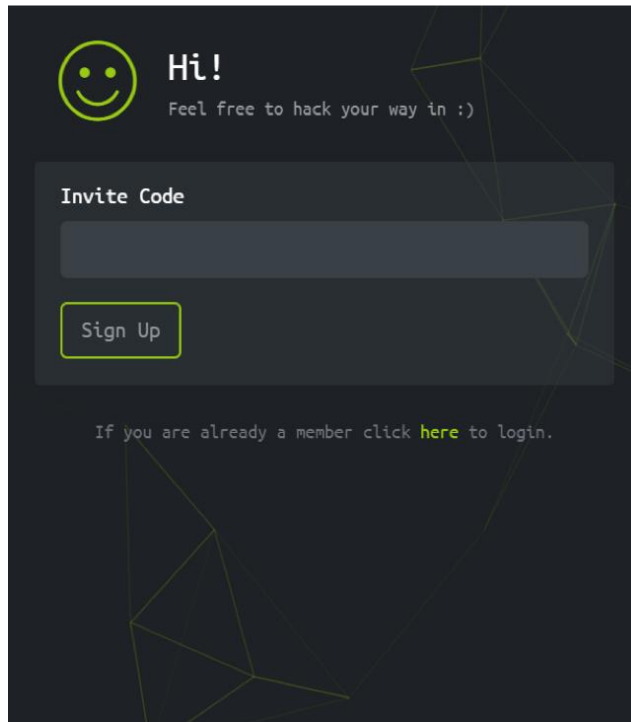 Hi!
Feel free to hack your way in :)
Invite Code
Sign Up
If you are already a member click here to login.